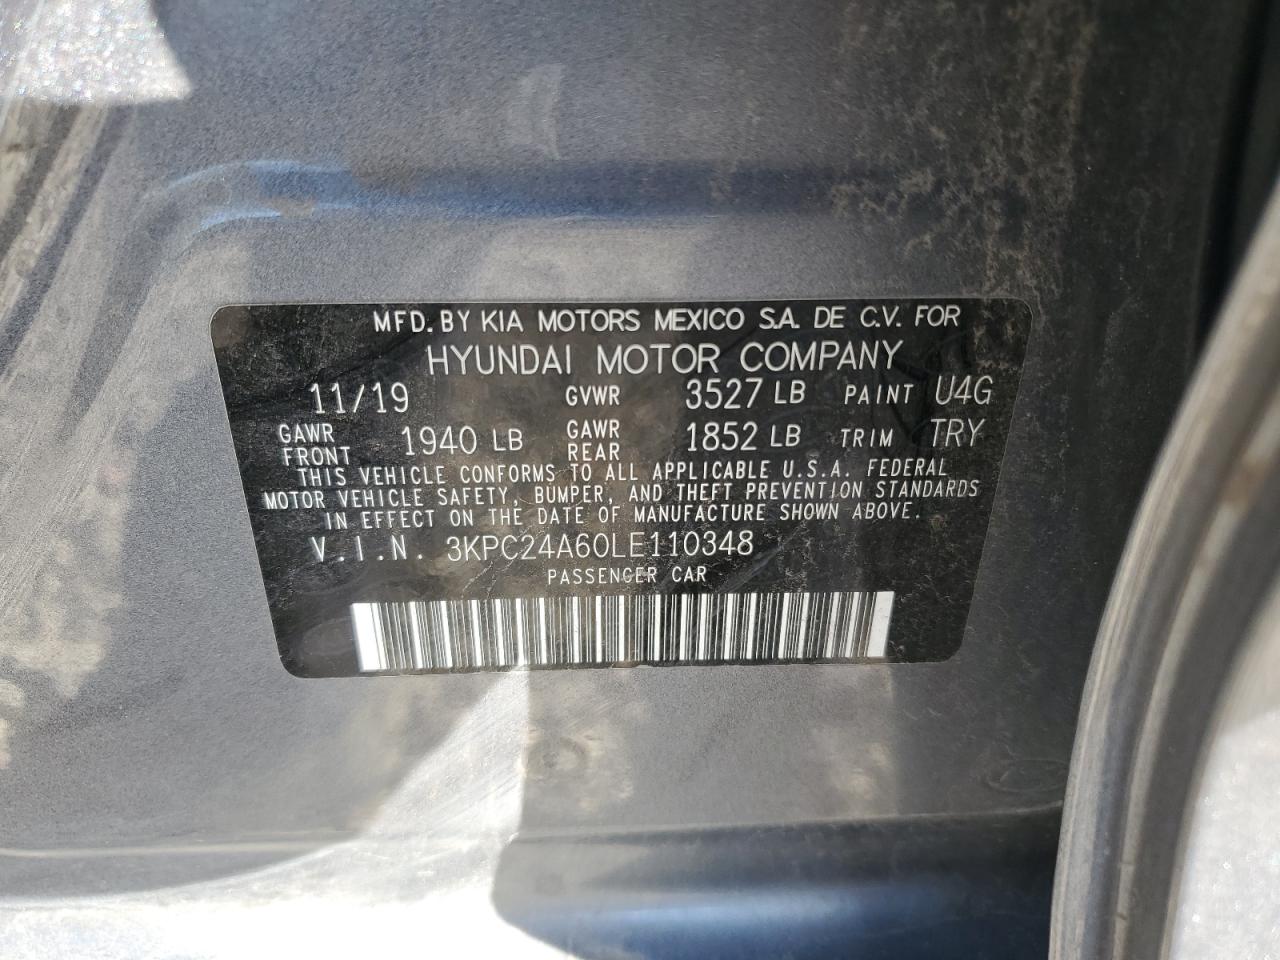 MFD. BY KIA MOTORS MEXICO S.A. DE C.V. FOR
HYUNDAI MOTOR COMPANY
11/19 GVWR 3527 LB PAINT U4G
GAWR FRONT 1940 LB GAWR REAR 1852 LB TRIM TRY
THIS VEHICLE CONFORMS TO ALL APPLICABLE U.S.A. FEDERAL
MOTOR VEHICLE SAFETY, BUMPER, AND THEFT PREVENTION STANDARDS
IN EFFECT ON THE DATE OF MANUFACTURE SHOWN ABOVE.
V.I.N. 3KPC24A60LE110348
PASSENGER CAR